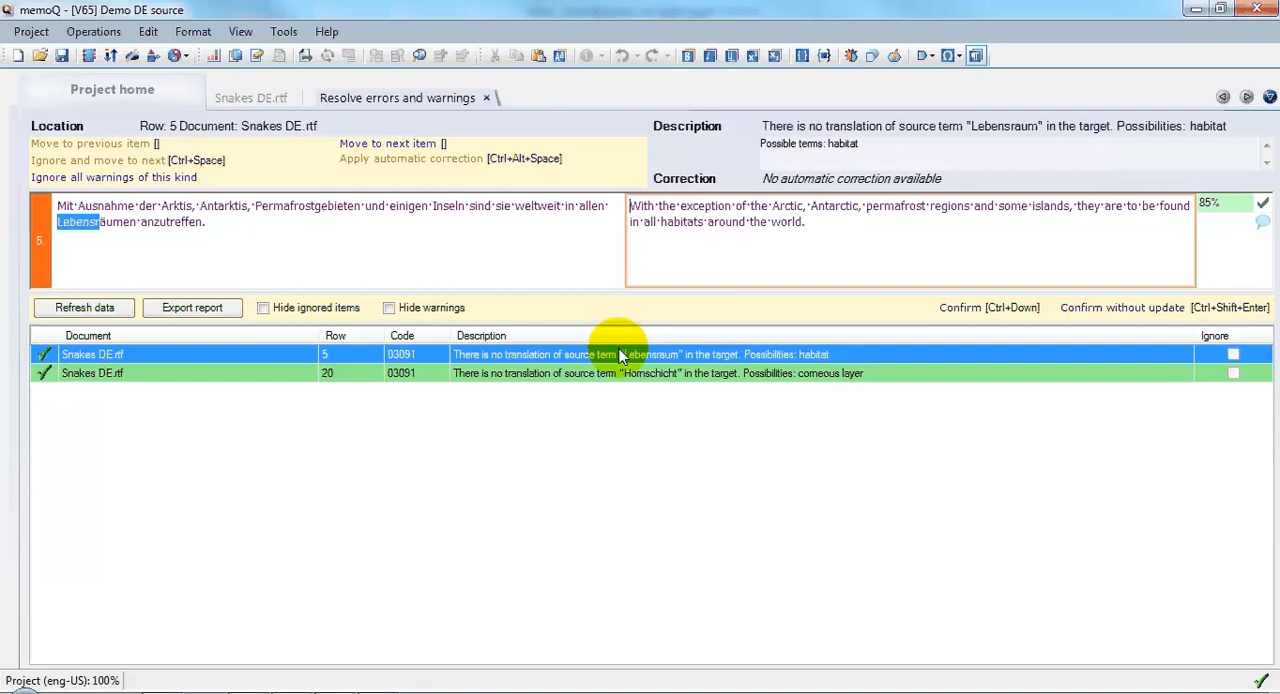 memoQ - [V65] Demo DE source
Project Operations Edit Format View Tools Help
Project home
Snakes DE.rtf
Resolve errors and warnings ×
Location Row: 5 Document: Snakes DE.rtf
Move to previous item [] Move to next item []
Ignore and move to next [Ctrl+Space] Apply automatic correction [Ctrl+Alt+Space]
Ignore all warnings of this kind
Description There is no translation of source term "Lebensraum" in the target. Possibilities: habitat
Possible terms: habitat
Correction No automatic correction available
5.
Mit·Ausnahme·der·Arktis,·Antarktis,·Permafrostgebieten·und·einigen·Inseln·sind·sie·weltweit·in·allen·
Lebensräumen·anzutreffen.
With·the·exception·of·the·Arctic,·Antarctic,·permafrost·regions·and·some·islands,·they·are·to·be·found·
in·all·habitats·around·the·world.
85%
Refresh data Export report Hide ignored items Hide warnings Confirm [Ctrl+Down] Confirm without update [Ctrl+Shift+Enter]
Document Row Code Description Ignore
Snakes DE.rtf 5 03091 There is no translation of source term "Lebensraum" in the target. Possibilities: habitat
Snakes DE.rtf 20 03091 There is no translation of source term "Hornschicht" in the target. Possibilities: corneous layer
Project (eng-US): 100%